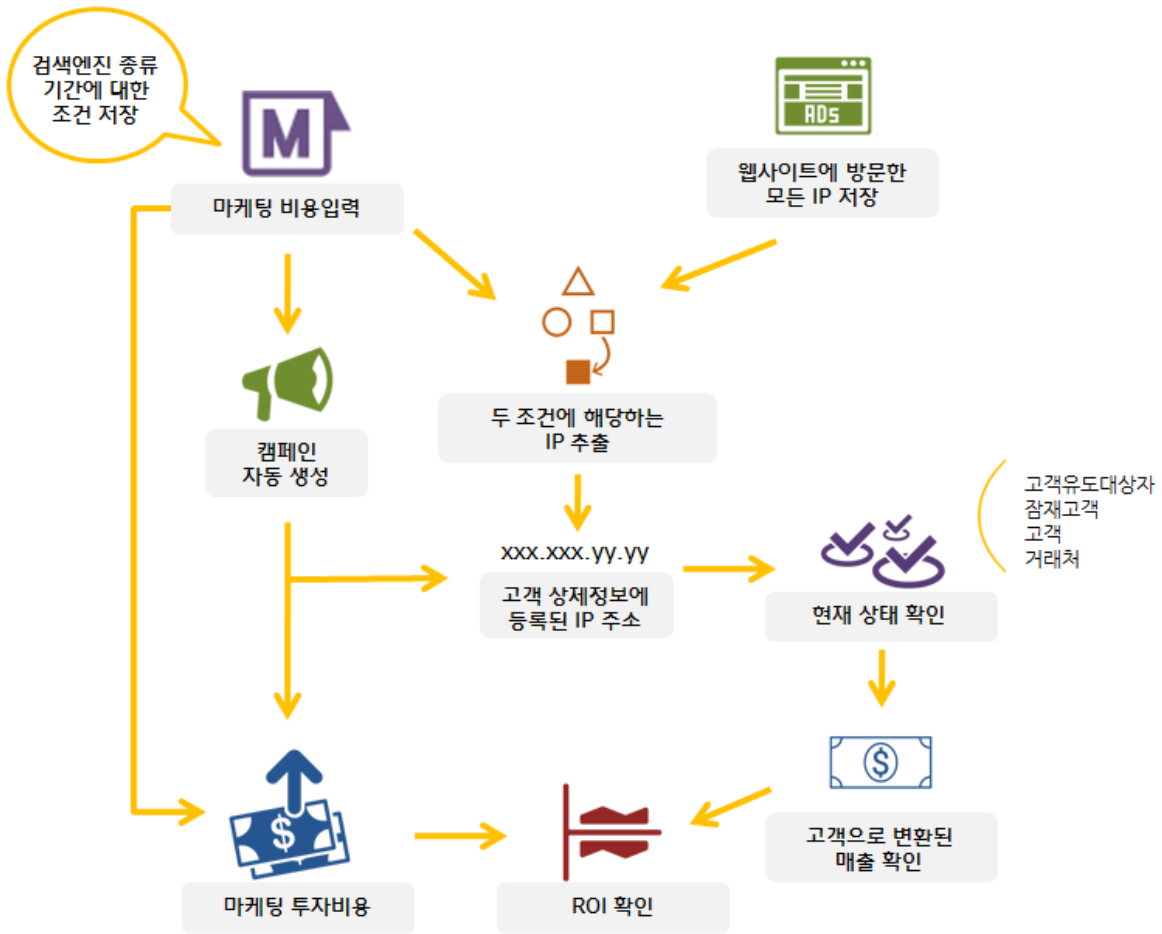 검색엔진 종류
기간에 대한
조건 저장
M
ADs
웹사이트에 방문한
모든 IP 저장
마케팅 비용입력
두 조건에 해당하는
IP 추출
캠페인
자동 생성
고객유도대상자
잠재고객
고객
거래처
xxx.xxx.yy.yy
고객 상제정보에
등록된 IP 주소
현재 상태 확인
$
$
고객으로 변환된
매출 확인
마케팅 투자비용
ROI 확인